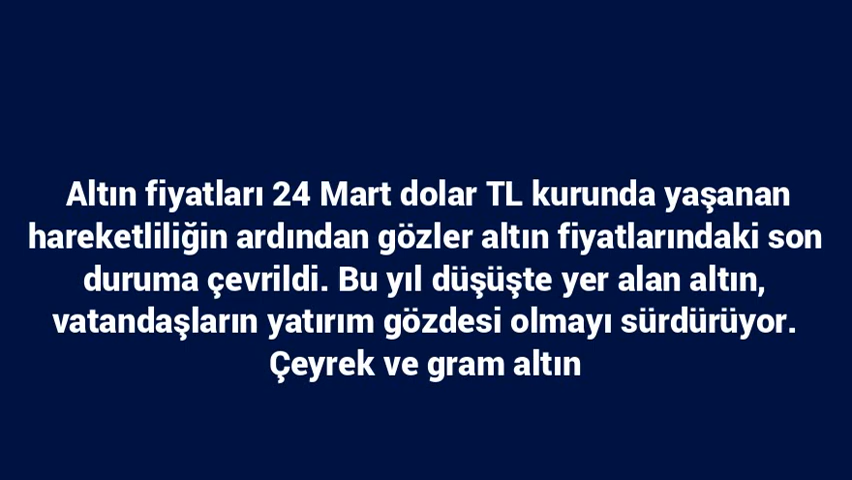 Altın fiyatları 24 Mart dolar TL kurunda yaşanan
hareketliliğin ardından gözler altın fiyatlarındaki son
duruma çevrildi. Bu yıl düşüşte yer alan altın,
vatandaşların yatırım gözdesi olmayı sürdürüyor.
Çeyrek ve gram altın